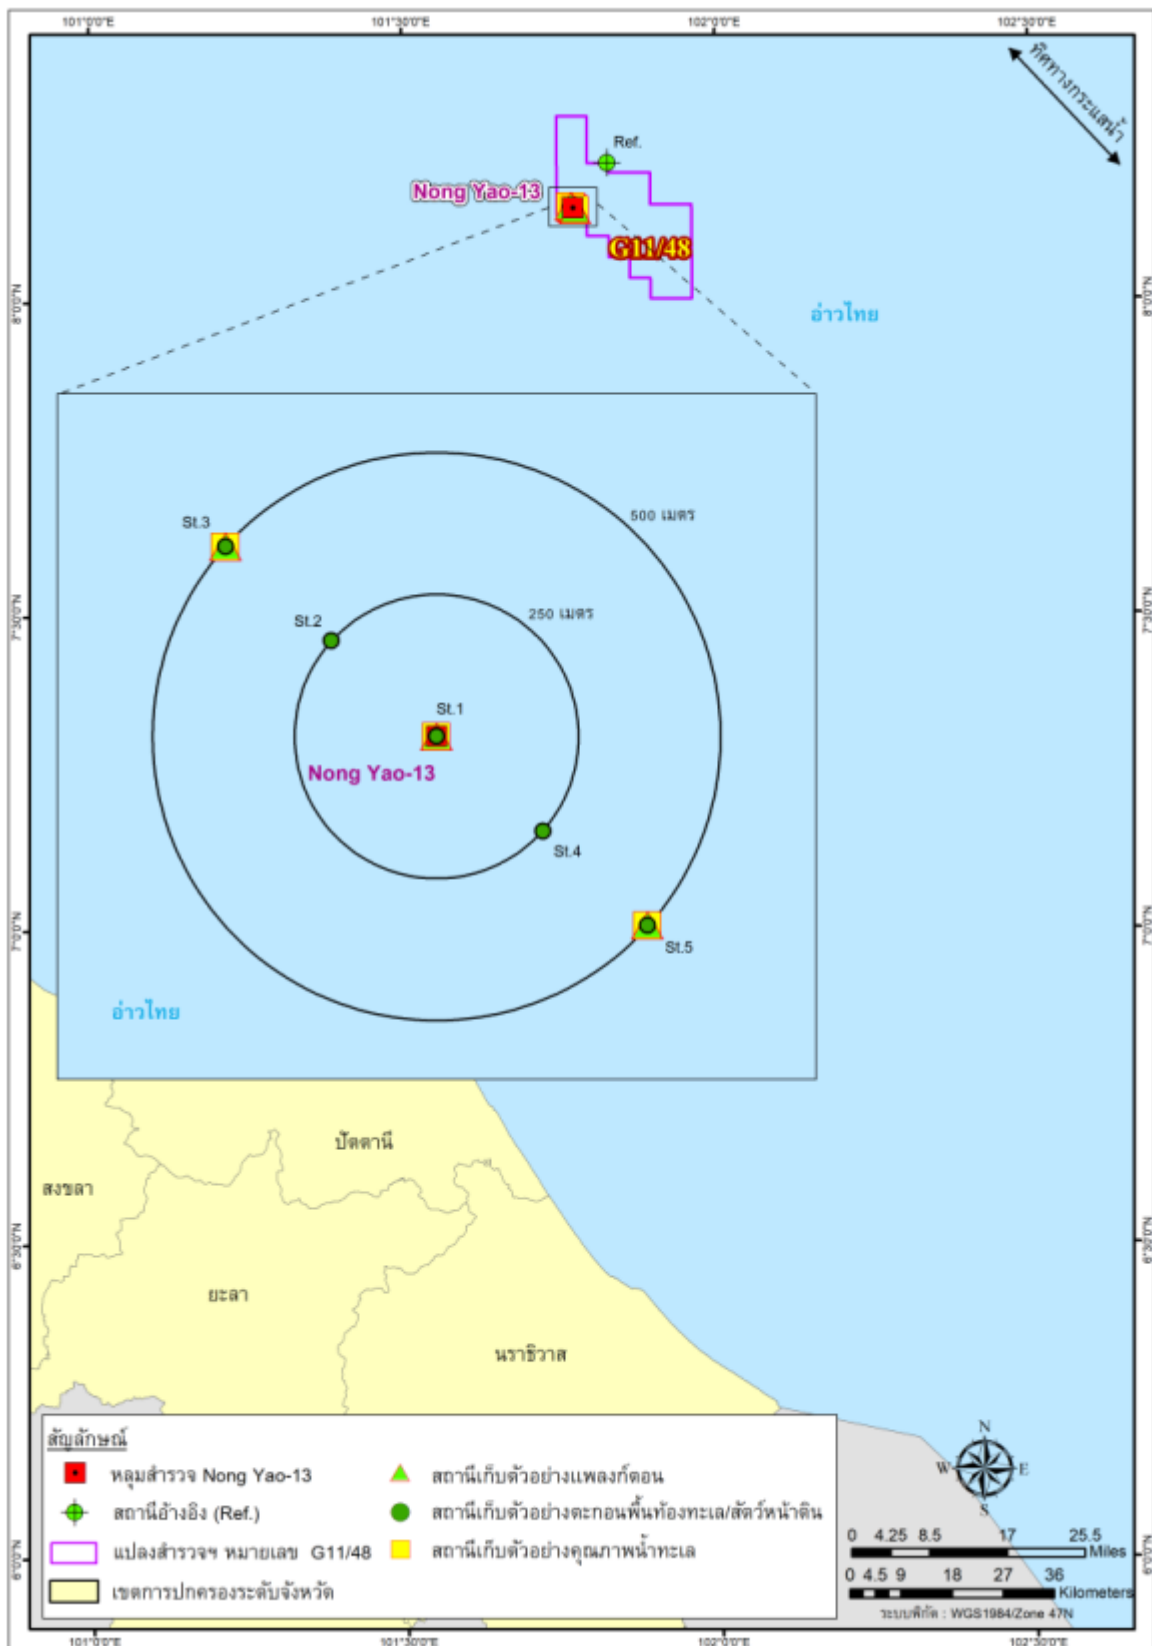 101°0'0"E
101°30'0"E
102°0'0"E
102°30'0"E
ทิศทางกระแสน้ำ
Ref.
Nong Yao-13
G11/48
8°0'0"N
8°0'0"N
อ่าวไทย
St.3
500 เมตร
St.2
250 เมตร
7°30'0"N
7°30'0"N
St.1
Nong Yao-13
St.4
St.5
7°0'0"N
7°0'0"N
อ่าวไทย
ปัตตานี
สงขลา
6°30'0"N
6°30'0"N
ยะลา
นราธิวาส
สัญลักษณ์
หลุมสำรวจ Nong Yao-13
สถานีอ้างอิง (Ref.)
แปลงสำรวจฯ หมายเลข G11/48
เขตการปกครองระดับจังหวัด
สถานีเก็บตัวอย่างแพลงก์ตอน
สถานีเก็บตัวอย่างตะกอนพื้นท้องทะเล/สัตว์หน้าดิน
สถานีเก็บตัวอย่างคุณภาพน้ำทะเล
N
W E
S
0 4.25 8.5 17 25.5
Miles
0 4.5 9 18 27 36
Kilometers
ระบบพิกัด : WGS1984/Zone 47N
6°0'0"N
6°0'0"N
101°0'0"E
101°30'0"E
102°0'0"E
102°30'0"E